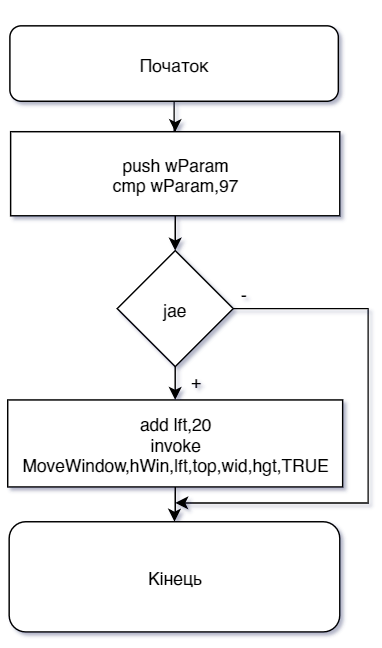 Початок
push wParam
cmp wParam,97
jae
-
+
add lft,20
invoke
MoveWindow,hWin,lft,top,wid,hgt,TRUE
Кінець